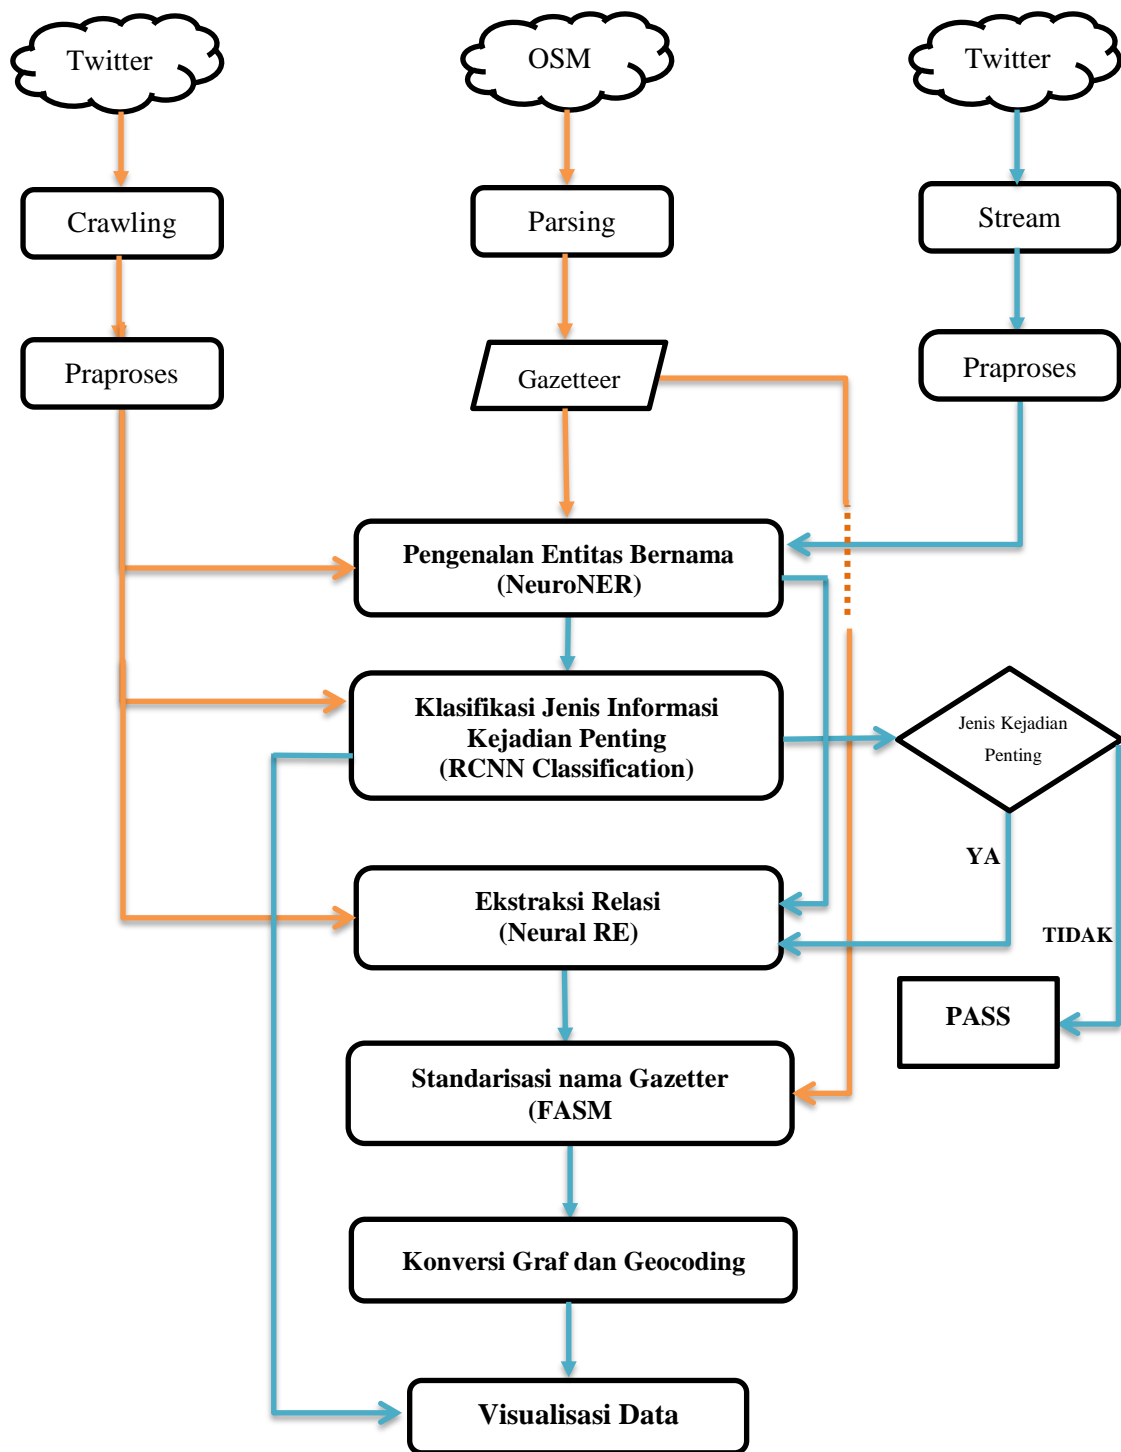 Twitter
OSM
Twitter
Crawling
Parsing
Stream
Praproses
Gazetteer
Praproses
Pengenalan Entitas Bernama
(NeuroNER)
Klasifikasi Jenis Informasi
Kejadian Penting
(RCNN Classification)
Jenis Kejadian
Penting
YA
TIDAK
Ekstraksi Relasi
(Neural RE)
PASS
Standarisasi nama Gazetter
(FASM
Konversi Graf dan Geocoding
Visualisasi Data